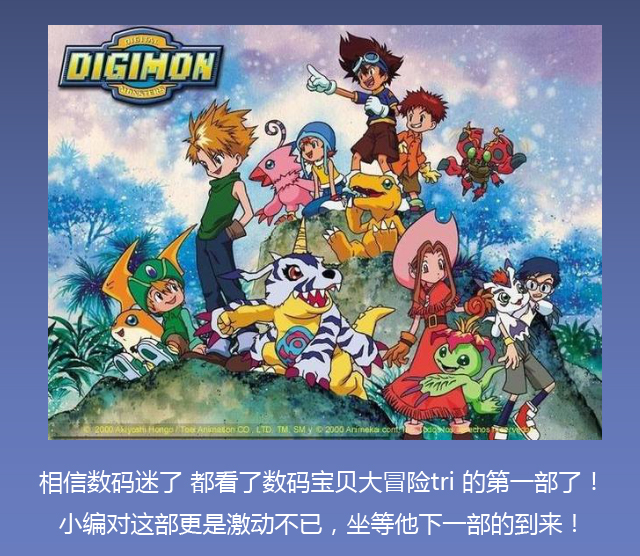 DIGITAL
DIGIMON
MONSTERS
相信数码迷了 都看了数码宝贝大冒险tri 的第一部了！
小编对这部更是激动不已，坐等他下一部的到来！